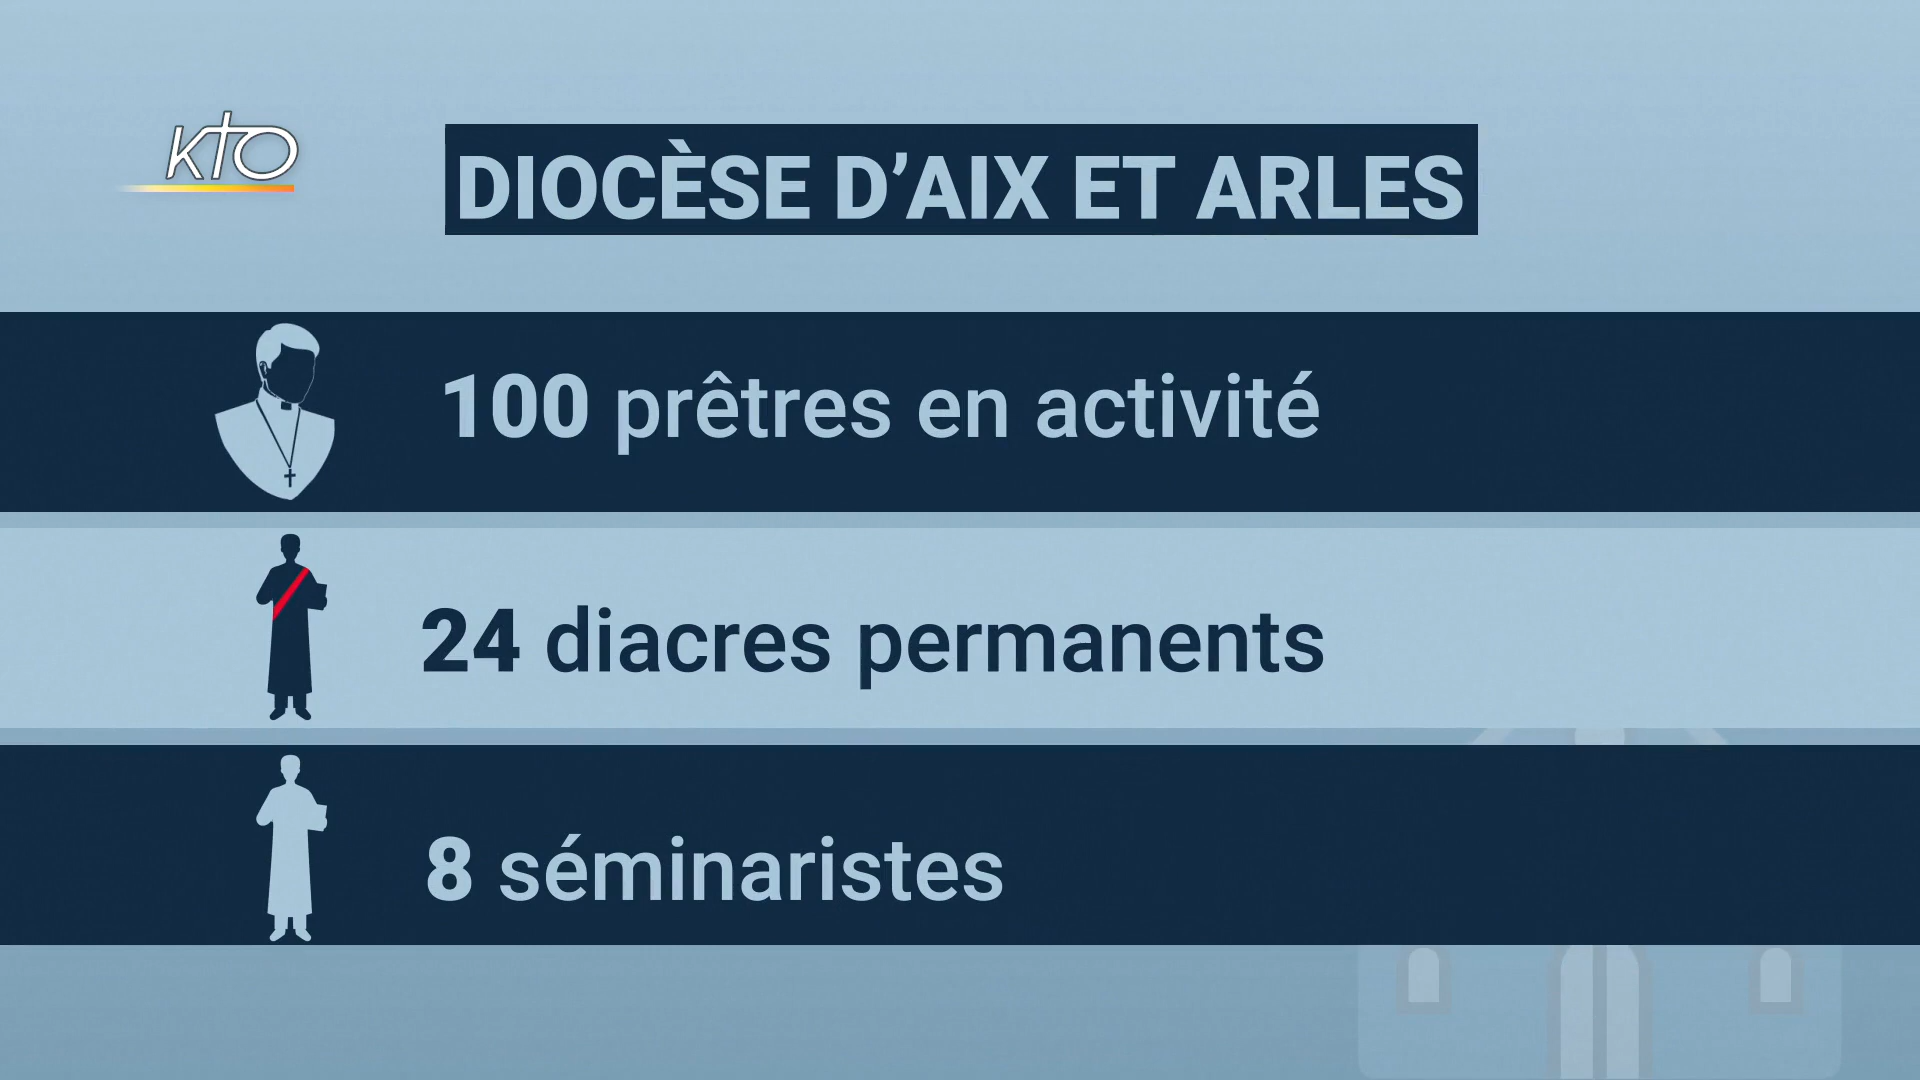 KTO
DIOCÈSE D’AIX ET ARLES
100 prêtres en activité
24 diacres permanents
8 séminaristes